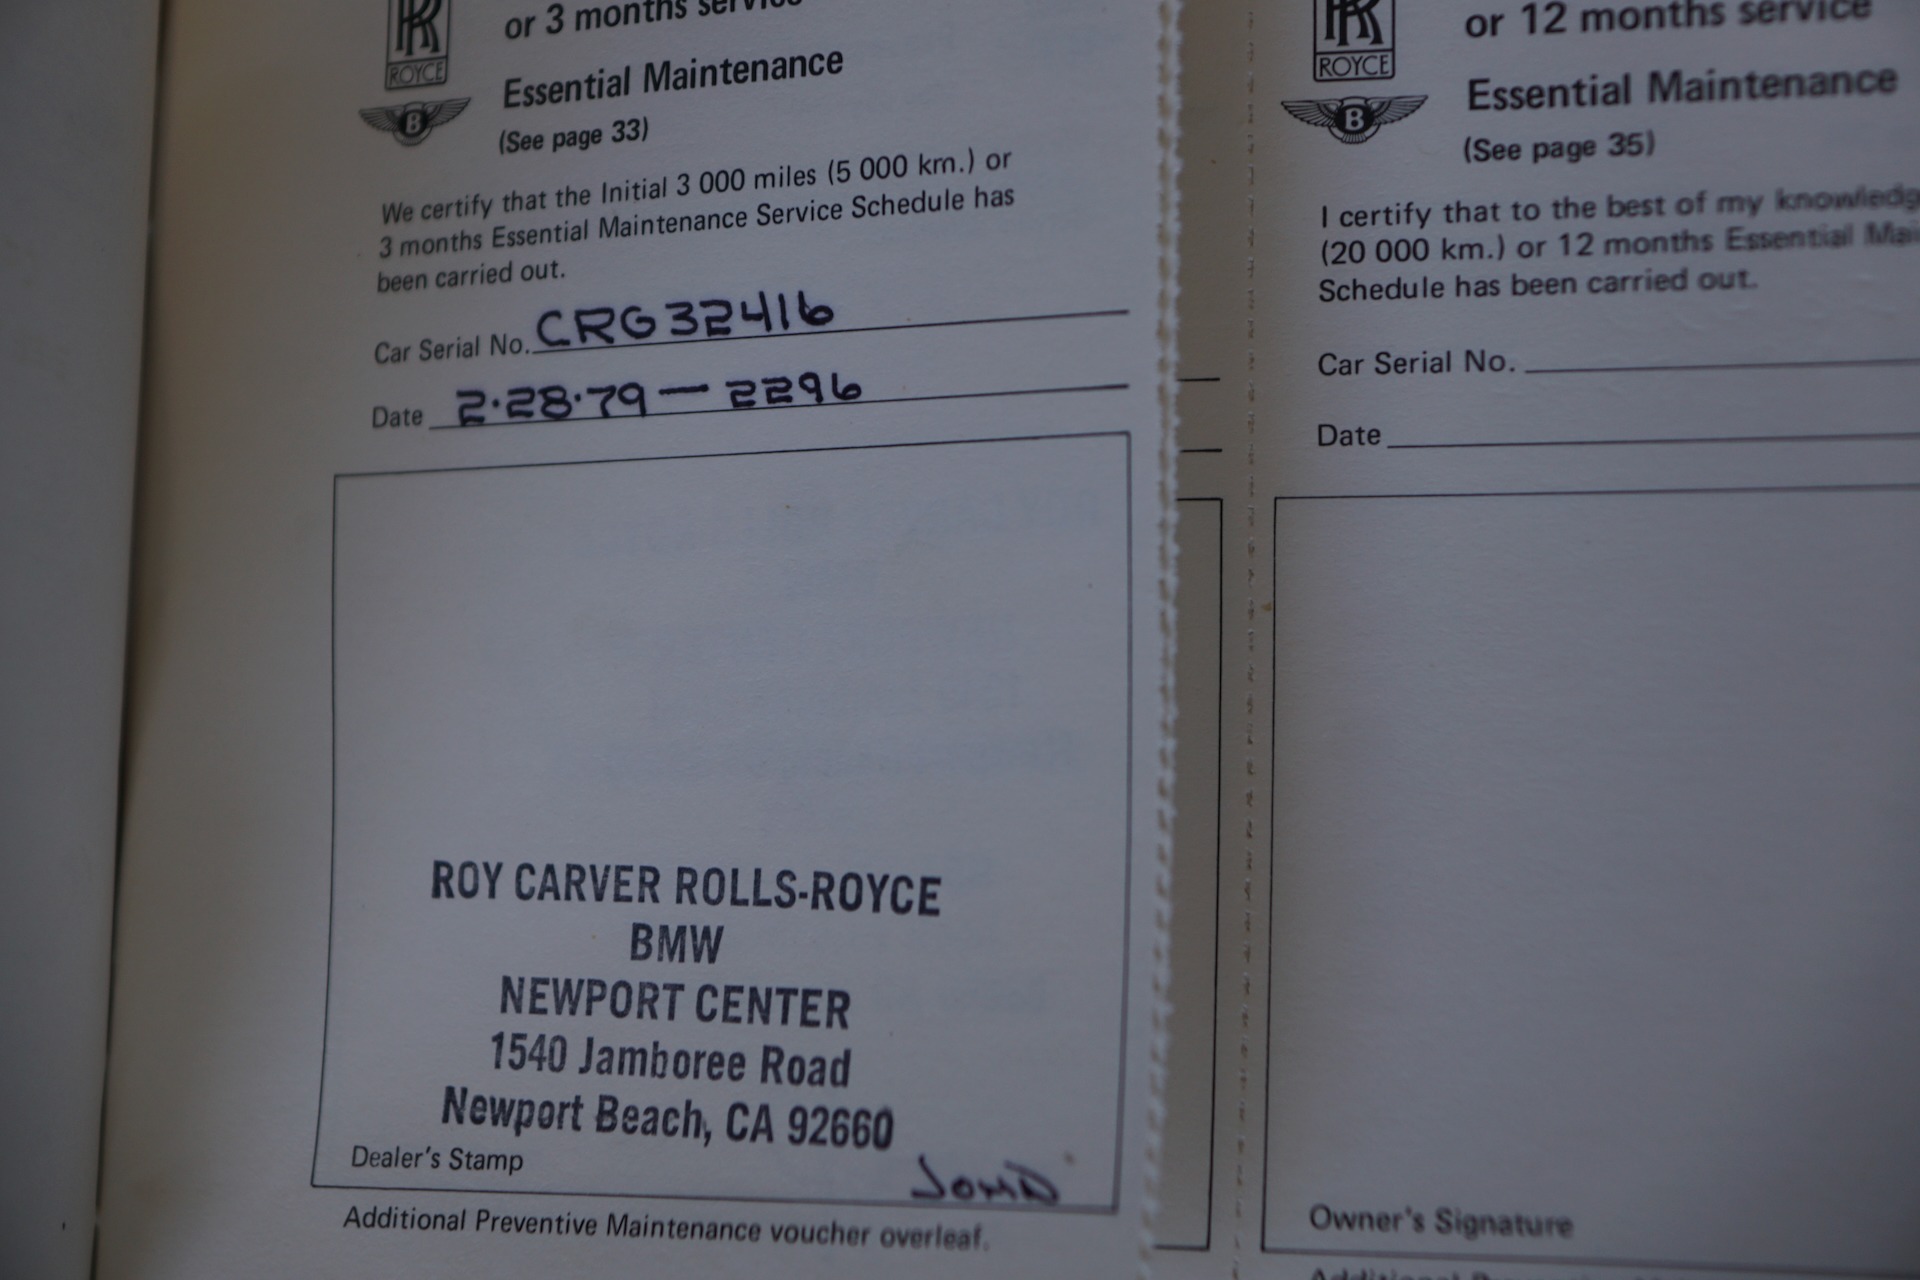 RR
ROYCE
B
or 3 months service
Essential Maintenance
(See page 33)
We certify that the Initial 3 000 miles (5 000 km.) or
3 months Essential Maintenance Service Schedule has
been carried out.
Car Serial No. CRG32416
Date 2·28·79 — 2296
ROY CARVER ROLLS-ROYCE
BMW
NEWPORT CENTER
1540 Jamboree Road
Newport Beach, CA 92660
Dealer's Stamp
Additional Preventive Maintenance voucher overleaf.
RR
ROYCE
B
or 12 months service
Essential Maintenance
(See page 35)
I certify that to the best of my knowledg
(20 000 km.) or 12 months Essential Mai
Schedule has been carried out.
Car Serial No.
Date
Owner's Signature